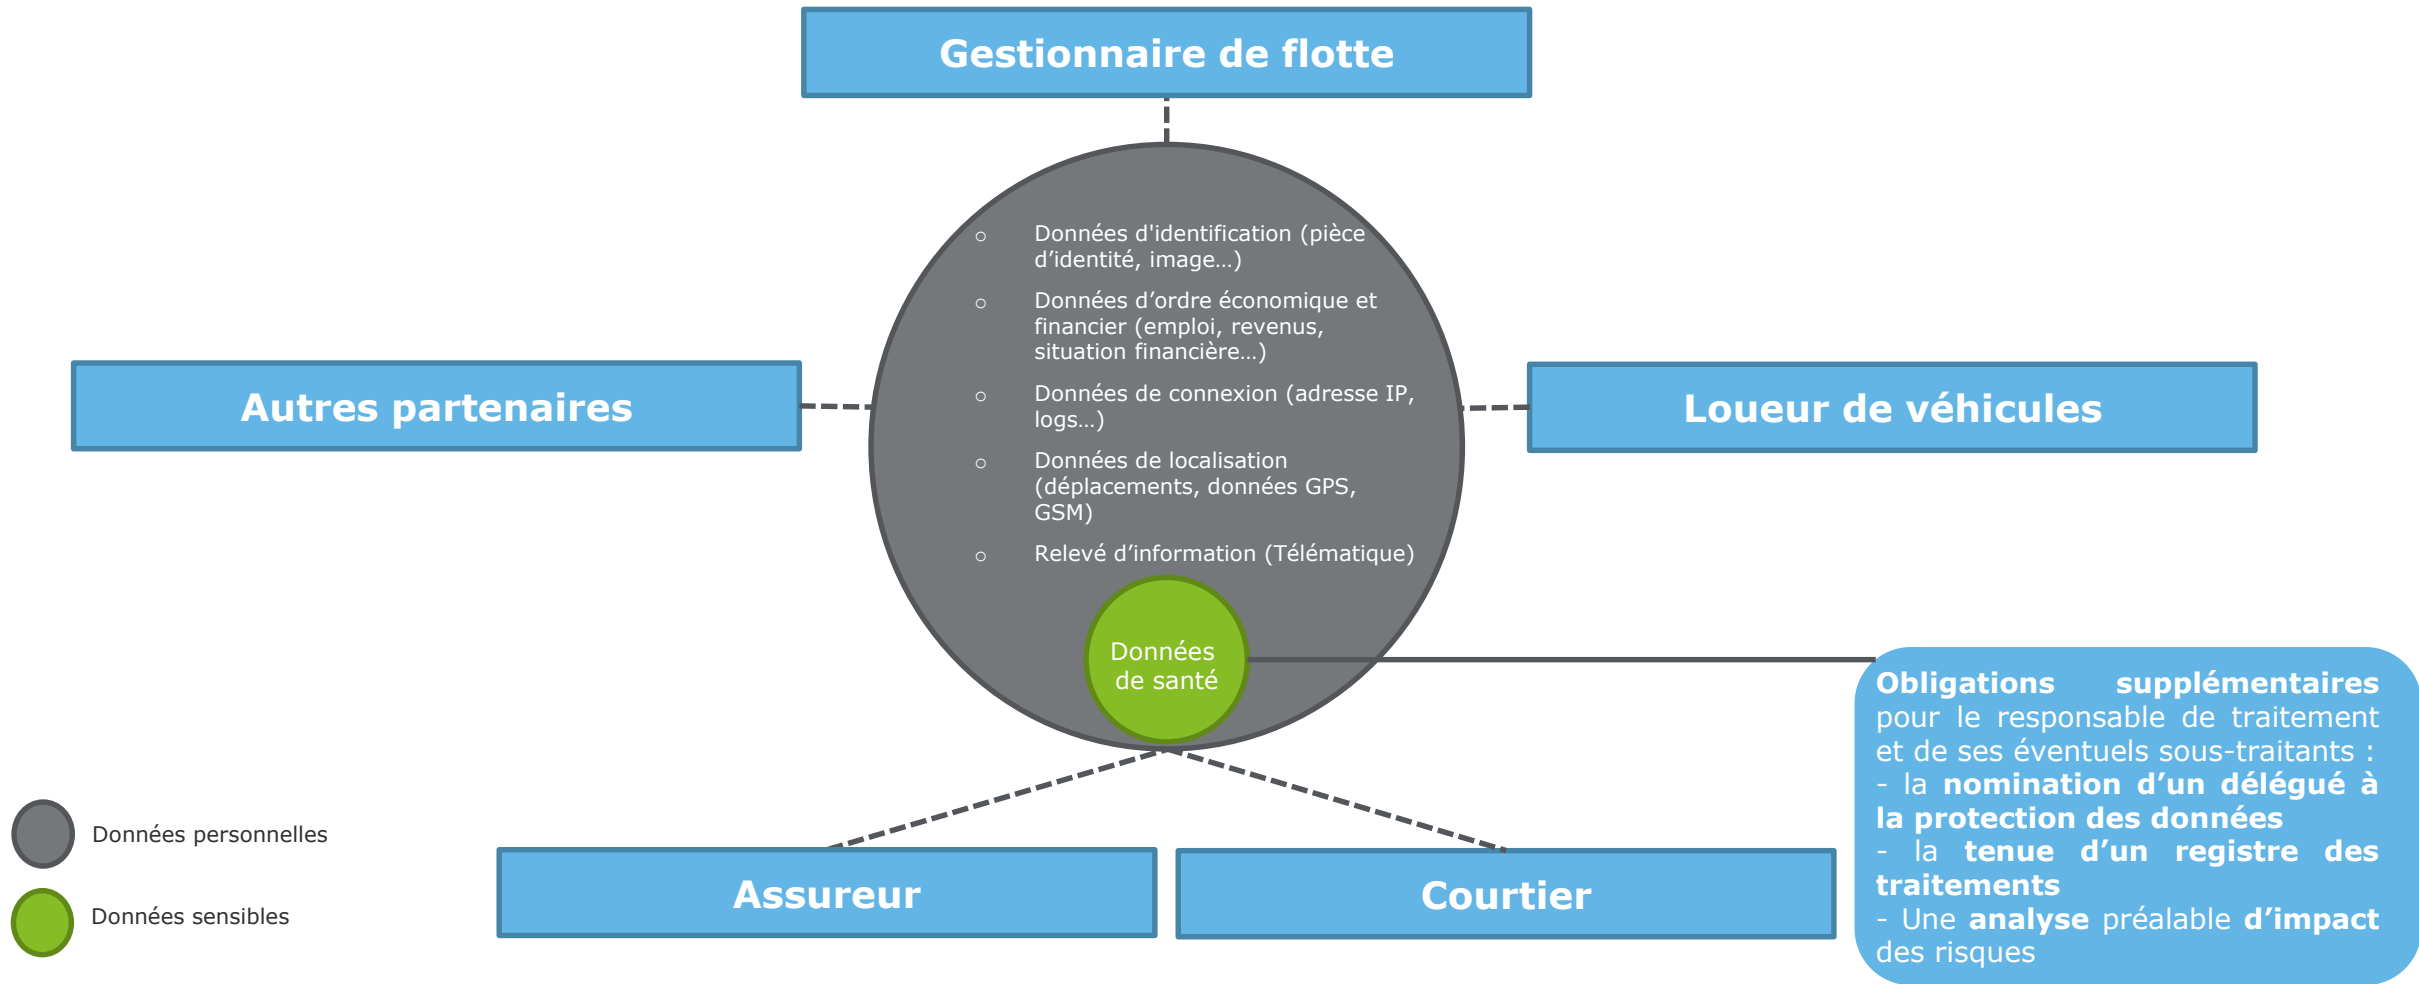 Gestionnaire de flotte
o Données d'identification (pièce
d’identité, image…)
o Données d’ordre économique et
financier (emploi, revenus,
situation financière…)
o Données de connexion (adresse IP,
logs…)
o Données de localisation
(déplacements, données GPS,
GSM)
o Relevé d’information (Télématique)
Autres partenaires
Loueur de véhicules
Données
de santé
Obligations supplémentaires
pour le responsable de traitement
et de ses éventuels sous-traitants :
- la nomination d’un délégué à
la protection des données
- la tenue d’un registre des
traitements
- Une analyse préalable d’impact
des risques
Données personnelles
Données sensibles
Assureur
Courtier